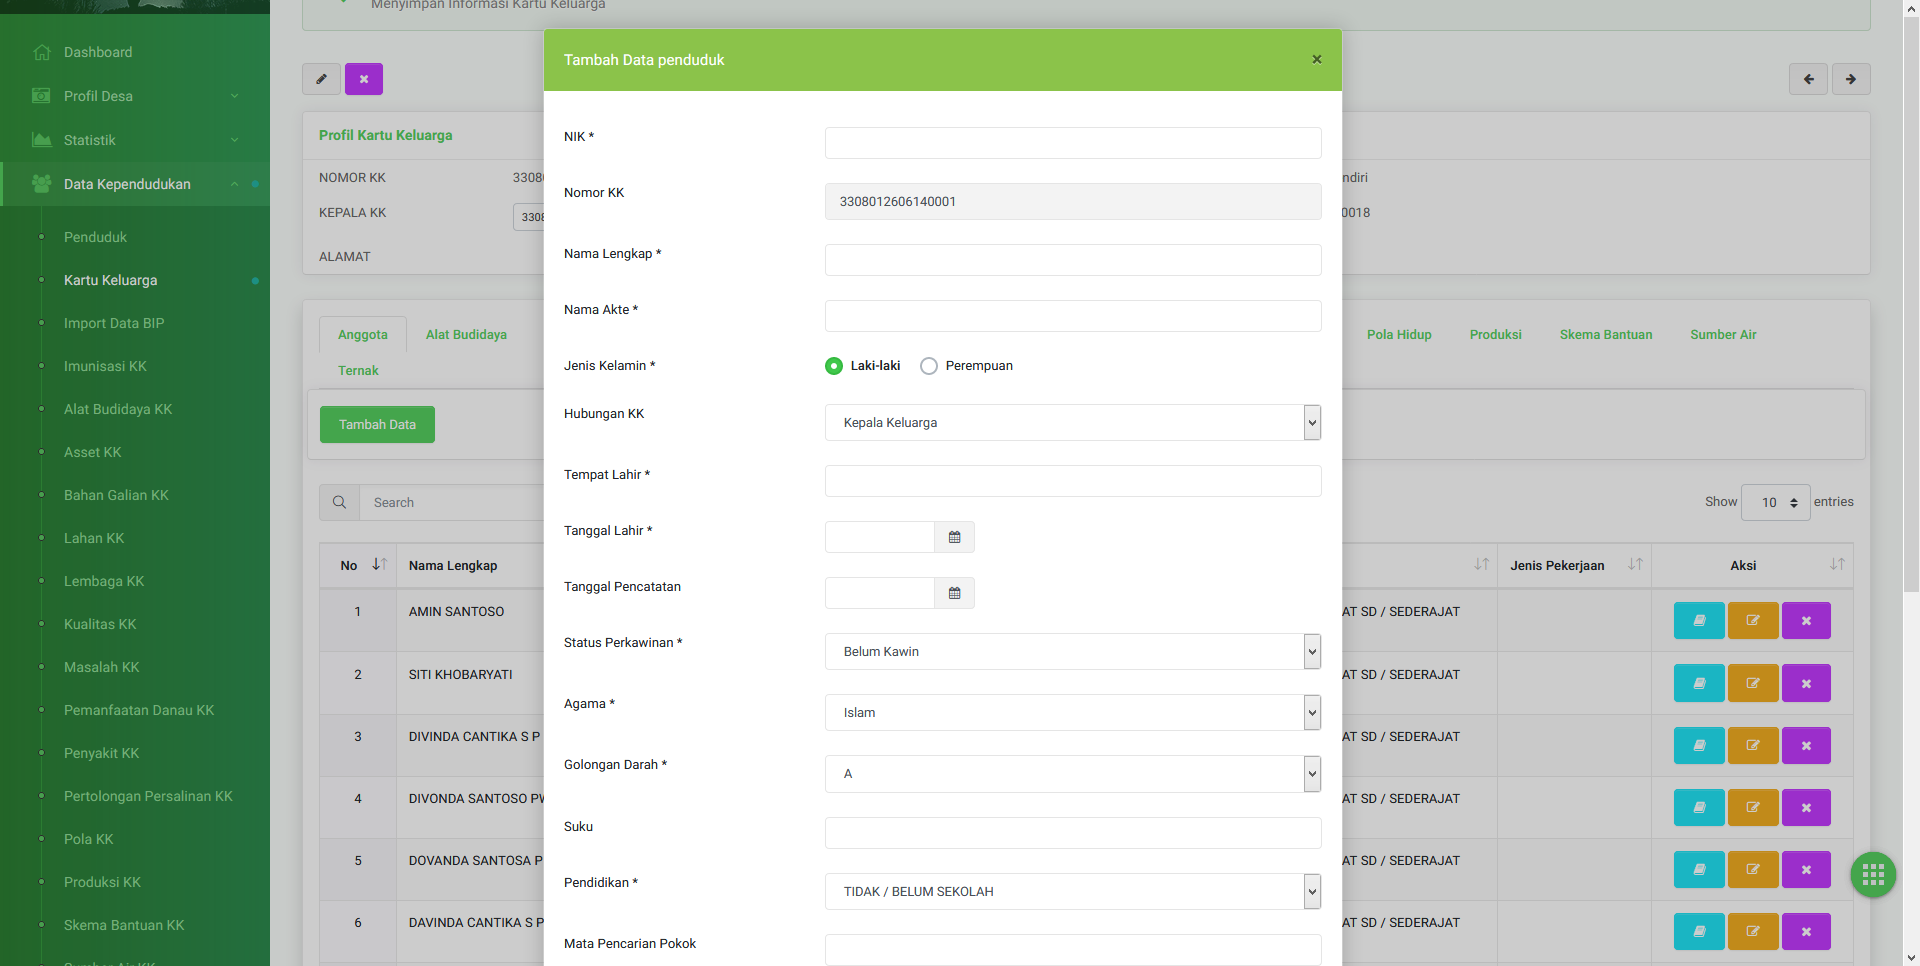 Menyimpan Informasi Kartu Keluarga
Dashboard
Profil Desa
Statistik
Data Kependudukan
Penduduk
Kartu Keluarga
Import Data BIP
Imunisasi KK
Alat Budidaya KK
Asset KK
Bahan Galian KK
Lahan KK
Lembaga KK
Kualitas KK
Masalah KK
Pemanfaatan Danau KK
Penyakit KK
Pertolongan Persalinan KK
Pola KK
Produksi KK
Skema Bantuan KK
Profil Kartu Keluarga
NOMOR KK 3308
KEPALA KK 3308
ALAMAT
ndiri
0018
Anggota Alat Budidaya Pola Hidup Produksi Skema Bantuan Sumber Air
Ternak
Tambah Data
Search
Show 10 entries
No Nama Lengkap Jenis Pekerjaan Aksi
1 AMIN SANTOSO AT SD / SEDERAJAT
2 SITI KHOBARYATI AT SD / SEDERAJAT
3 DIVINDA CANTIKA S P AT SD / SEDERAJAT
4 DIVONDA SANTOSO AT SD / SEDERAJAT
5 DOVANDA SANTOSA P AT SD / SEDERAJAT
6 DAVINDA CANTIKA S P AT SD / SEDERAJAT
Tambah Data penduduk ×
NIK *
Nomor KK 3308012606140001
Nama Lengkap *
Nama Akte *
Jenis Kelamin * Laki-laki Perempuan
Hubungan KK Kepala Keluarga
Tempat Lahir *
Tanggal Lahir *
Tanggal Pencatatan
Status Perkawinan * Belum Kawin
Agama * Islam
Golongan Darah * A
Suku
Pendidikan * TIDAK / BELUM SEKOLAH
Mata Pencarian Pokok